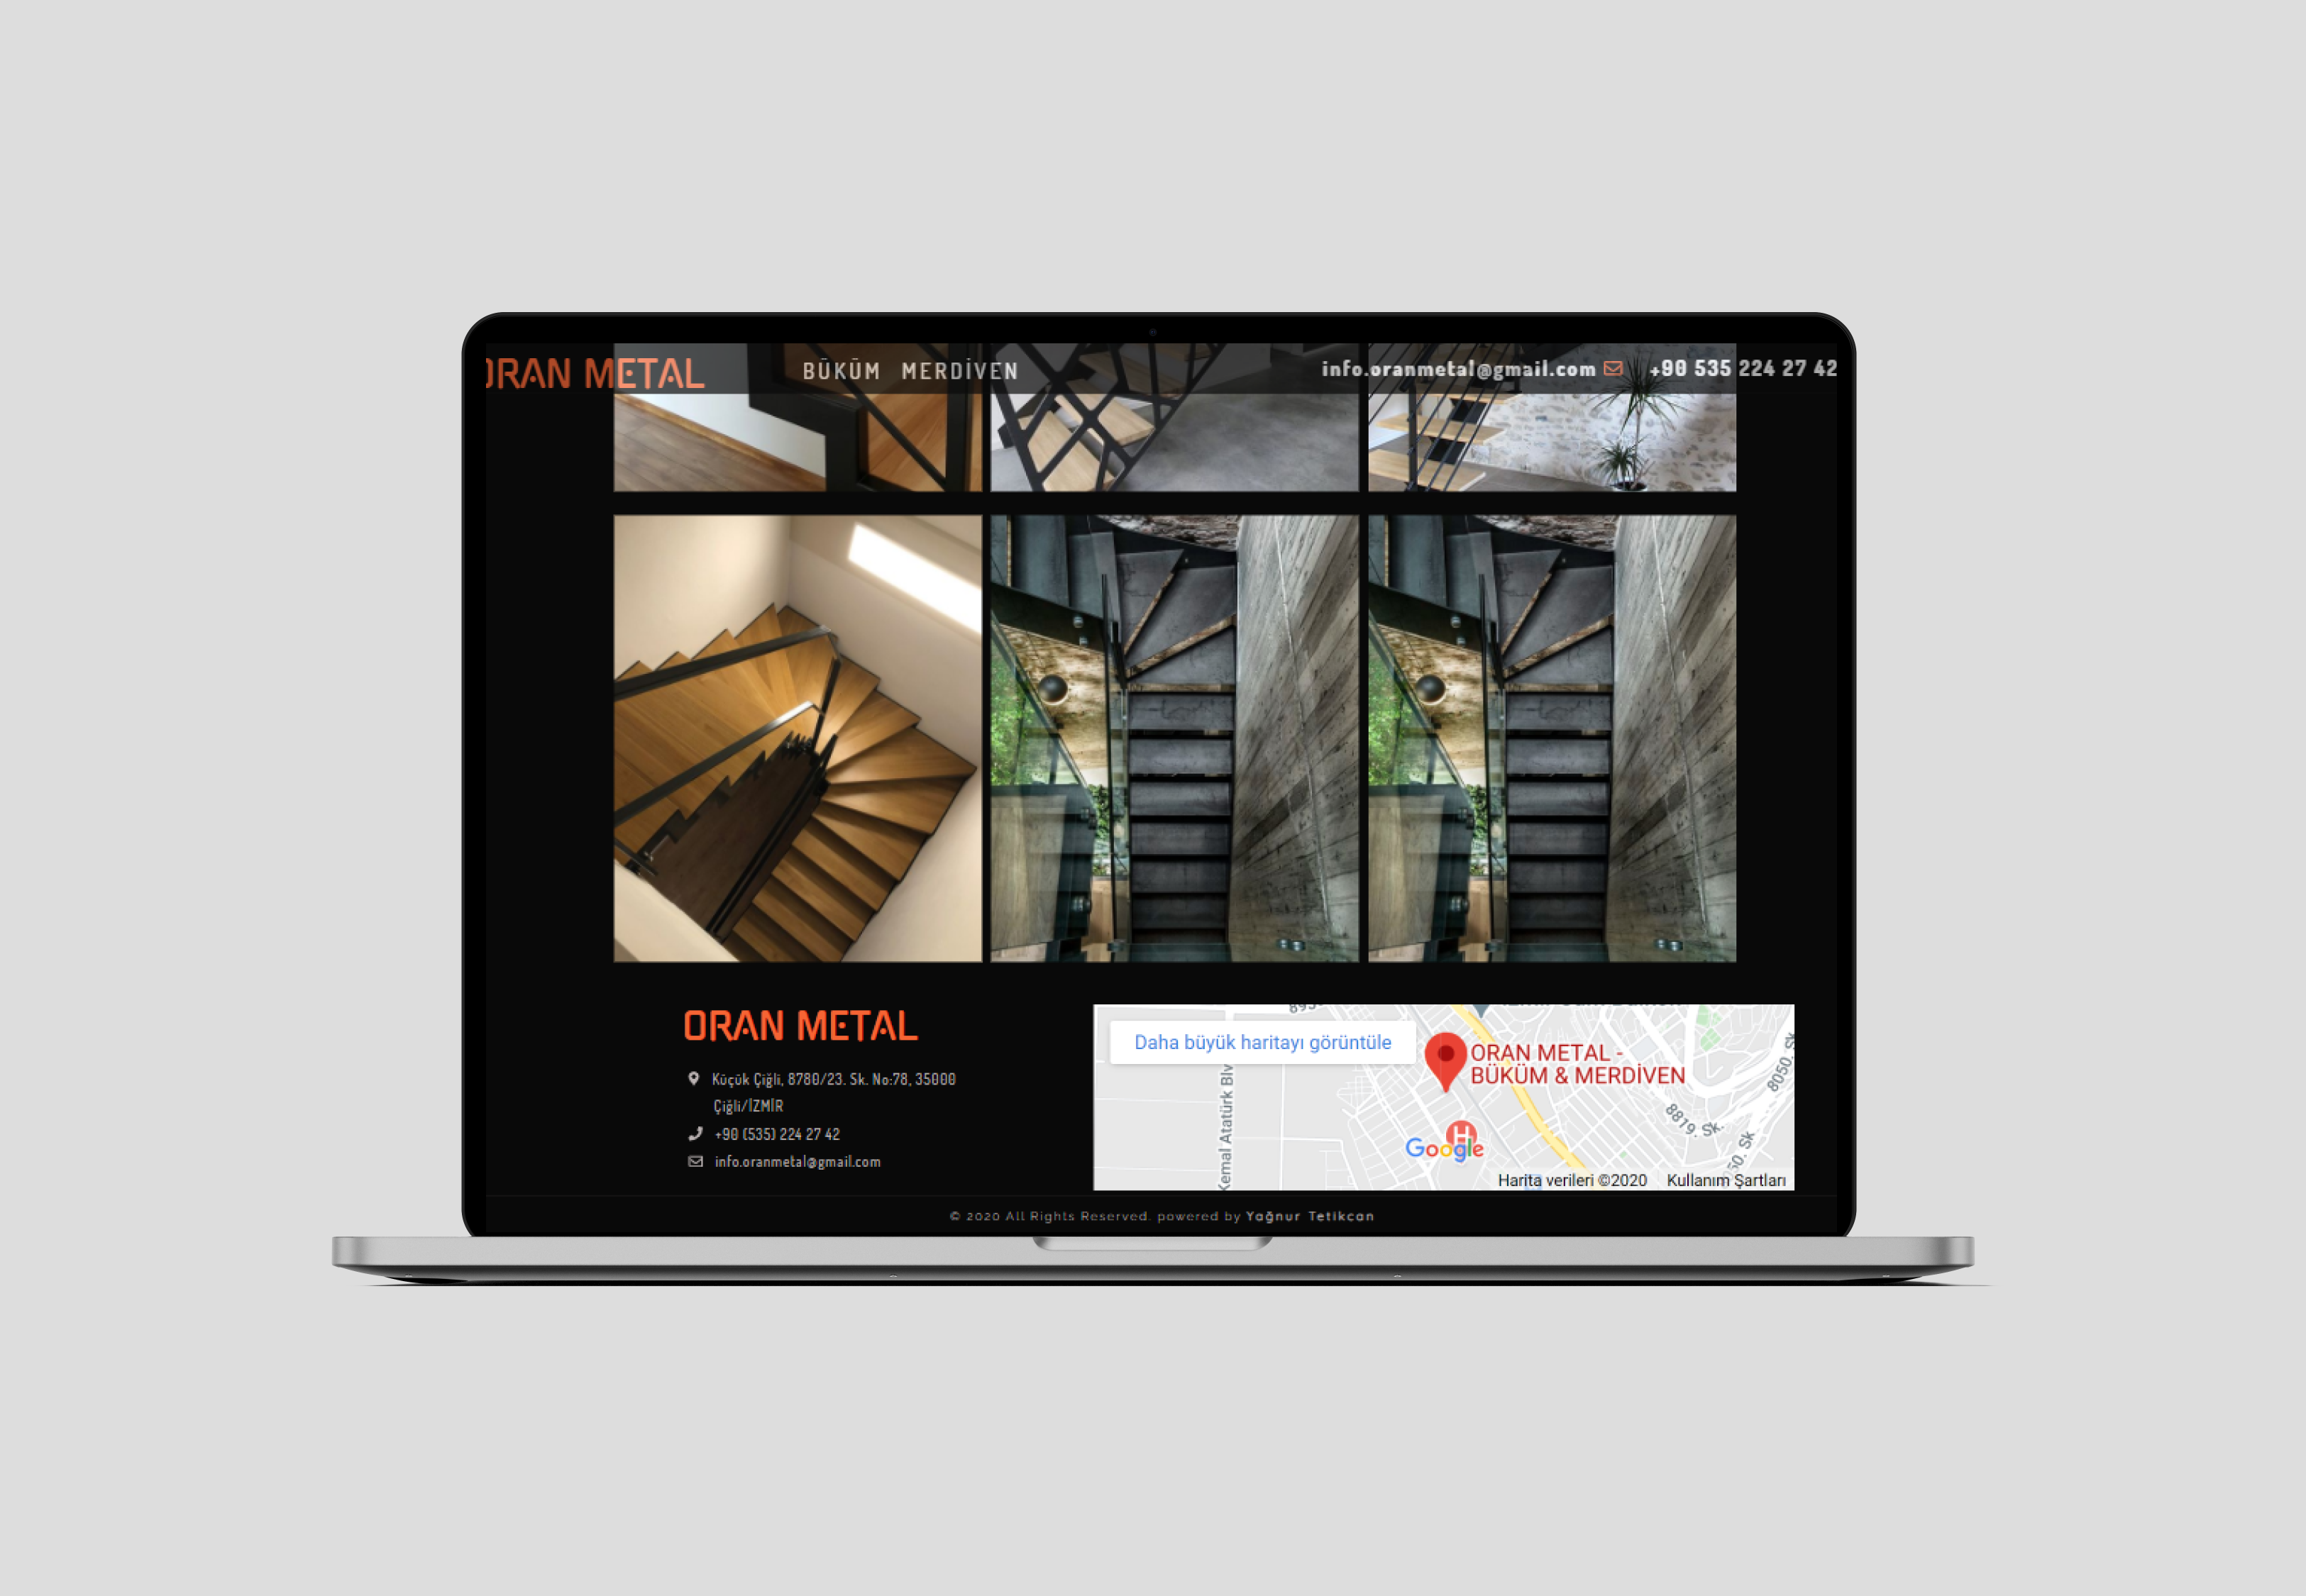 ORAN METAL
BÜKÜM MERDİVEN
info.oranmetal@gmail.com
+90 535 224 27 42
ORAN METAL
Küçük Çiğli, 8780/23. Sk. No:78, 35000
Çiğli/İZMİR
+90 (535) 224 27 42
info.oranmetal@gmail.com
Daha büyük haritayı görüntüle
ORAN METAL -
BÜKÜM & MERDİVEN
Kemal Atatürk Blv
8819. Sk.
8050. Sk
H
Google
Harita verileri ©2020 Kullanım Şartları
© 2020 All Rights Reserved. powered by Yağnur Tetikcan